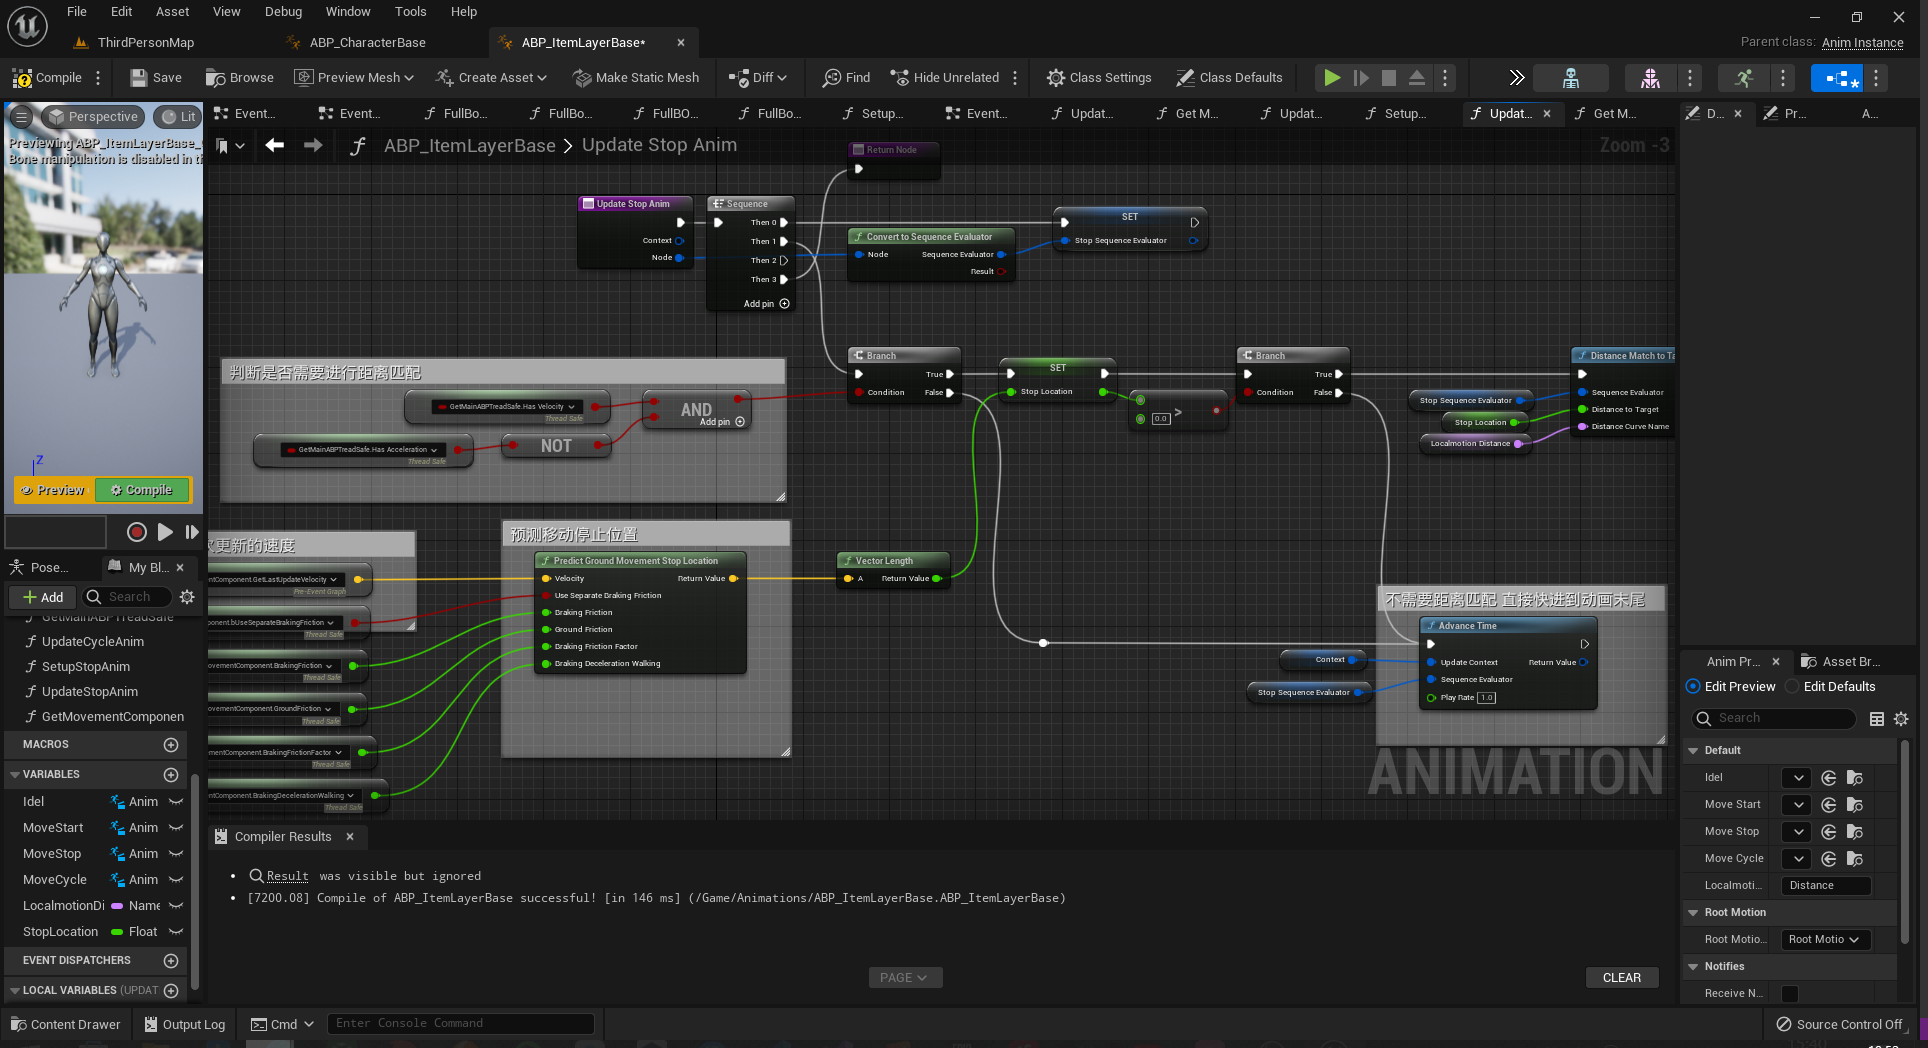 File Edit Asset View Debug Window Tools Help
ThirdPersonMap ABP_CharacterBase ABP_ItemLayerBase*
Parent class: Anim Instance
Compile Save Browse Preview Mesh Create Asset Make Static Mesh Diff Find Hide Unrelated Class Settings Class Defaults
Perspective Lit
Previewing ABP_ItemLayerBase_
Bone manipulation is disabled in t
Z
Preview Compile
Event... Event... FullBo... FullBo... FullBO... FullBo... Setup... Event... Updat... Get M... Updat... Setup... Updat... Get M...
D... Pr... A...
ABP_ItemLayerBase > Update Stop Anim
Zoom -3
Return Node
Update Stop Anim
Context
Node
Sequence
Then 0
Then 1
Then 2
Then 3
Add pin
Convert to Sequence Evaluator
Node Sequence Evaluator
Result
SET
Stop Sequence Evaluator
判断是否需要进行距离匹配
GetMainABPTreadSafe.Has Velocity
Thread Safe
GetMainABPTreadSafe.Has Acceleration
Thread Safe
NOT
AND
Add pin
Branch
True
Condition False
SET
Stop Location
0.0 >
Branch
True
Condition False
Distance Match to Ta
Sequence Evaluator
Distance to Target
Distance Curve Name
Stop Sequence Evaluator
Stop Location
Localmotion Distance
次更新的速度
ntComponent.GetLastUpdateVelocity
Pre-Event Graph
onent.bUseSeparateBrakingFriction
Thread Safe
ovementComponent.BrakingFriction
Thread Safe
ovementComponent.GroundFriction
Thread Safe
mentComponent.BrakingFrictionFactor
Thread Safe
ntComponent.BrakingDecelerationWalking
Thread Safe
预测移动停止位置
Predict Ground Movement Stop Location
Velocity Return Value
Use Separate Braking Friction
Braking Friction
Ground Friction
Braking Friction Factor
Braking Deceleration Walking
Vector Length
A Return Value
不需要距离匹配 直接快进到动画末尾
Advance Time
Update Context Return Value
Sequence Evaluator
Play Rate 1.0
Context
Stop Sequence Evaluator
ANIMATION
Pose... My Bl...
Add Search
GetMainABPTreadSafe
UpdateCycleAnim
SetupStopAnim
UpdateStopAnim
GetMovementComponen
MACROS
VARIABLES
Idel Anim
MoveStart Anim
MoveStop Anim
MoveCycle Anim
LocalmotionDi Name
StopLocation Float
EVENT DISPATCHERS
LOCAL VARIABLES (UPDAT
Compiler Results
Result was visible but ignored
[7200.08] Compile of ABP_ItemLayerBase successful! [in 146 ms] (/Game/Animations/ABP_ItemLayerBase.ABP_ItemLayerBase)
PAGE
CLEAR
Anim Pr... Asset Br...
Edit Preview Edit Defaults
Search
Default
Idel
Move Start
Move Stop
Move Cycle
Localmoti... Distance
Root Motion
Root Motio... Root Motio
Notifies
Receive N...
Content Drawer Output Log Cmd Enter Console Command
Source Control Off